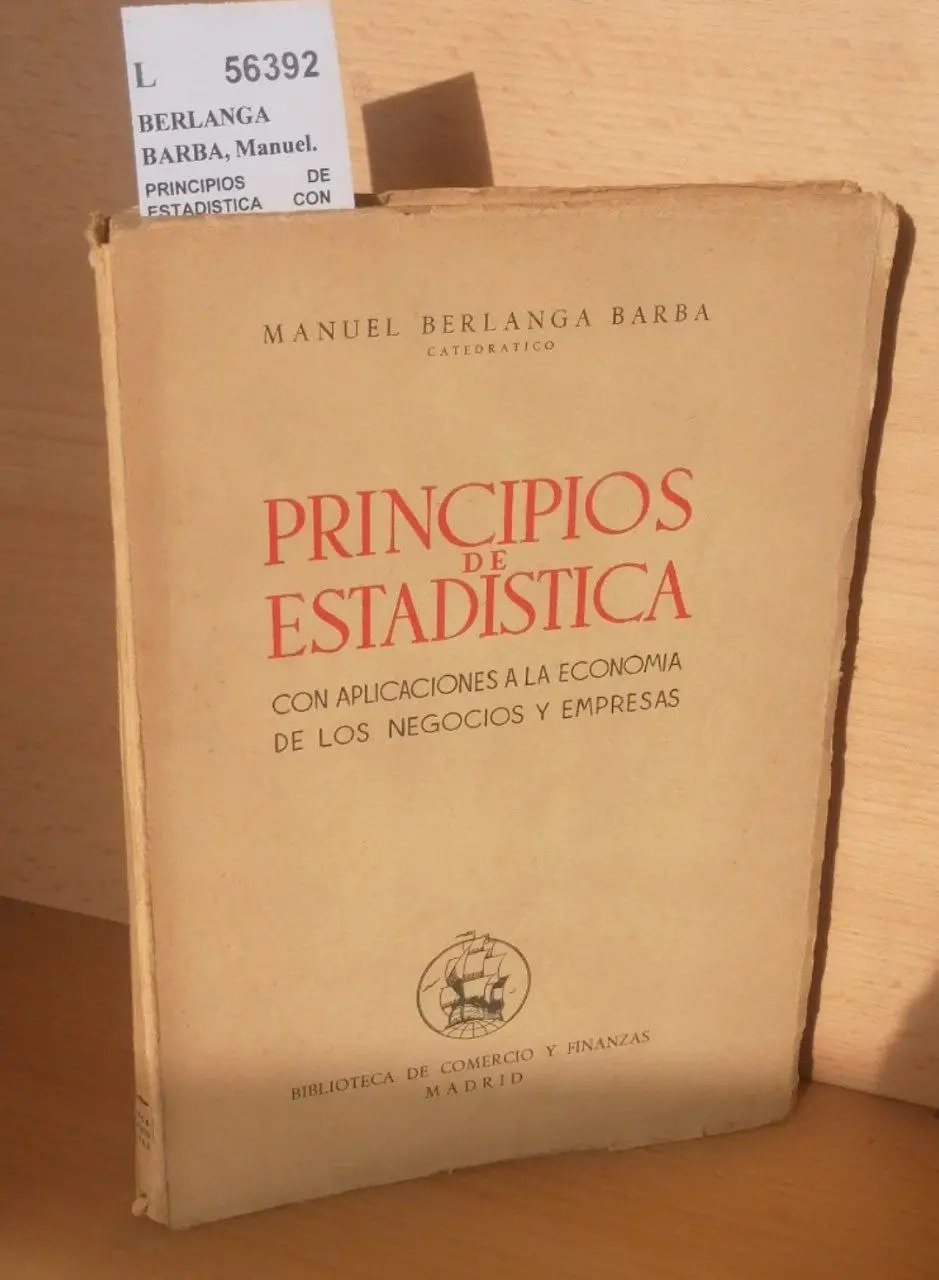 L 56392
BERLANGA
BARBA, Manuel.
PRINCIPIOS DE
ESTADISTICA CON
MANUEL BERLANGA BARBA
CATEDRATICO
PRINCIPIOS
DE
ESTADÍSTICA
CON APLICACIONES A LA ECONOMIA
DE LOS NEGOCIOS Y EMPRESAS
BIBLIOTECA DE COMERCIO Y FINANZAS
MADRID